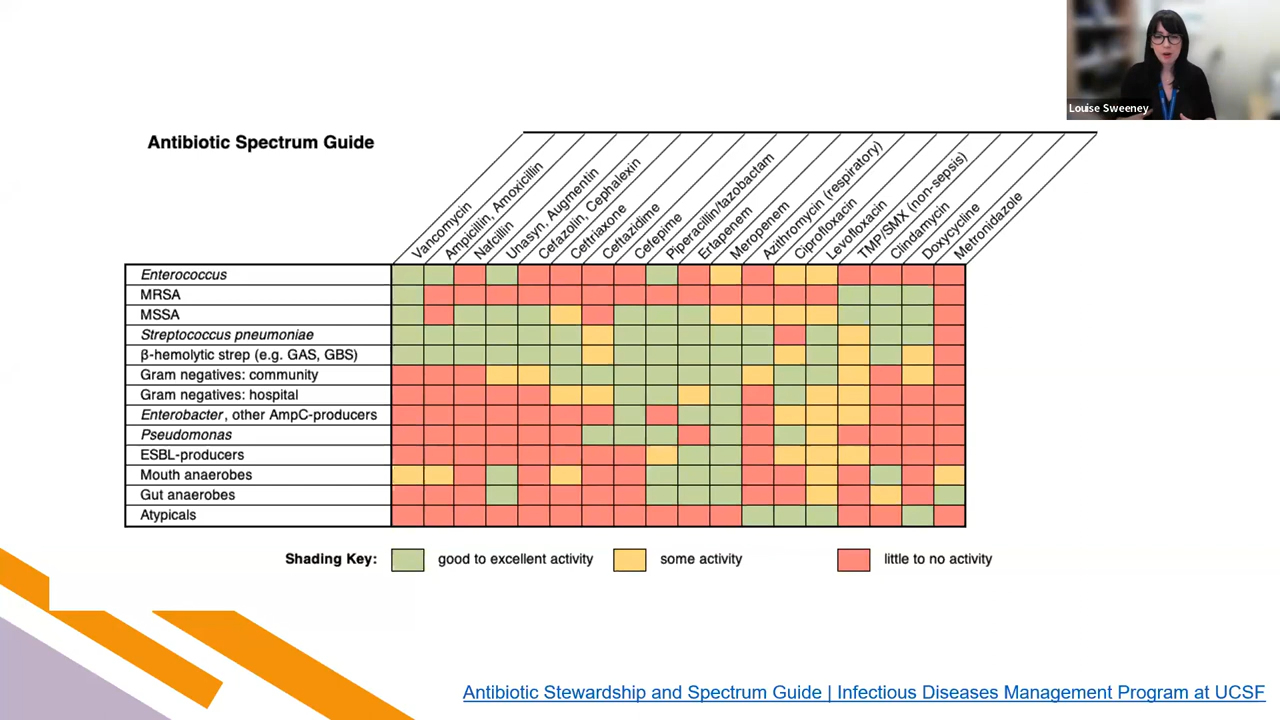 Louise Sweeney
Antibiotic Spectrum Guide
Vancomycin
Ampicillin, Amoxicillin
Nafcillin
Unasyn, Augmentin
Cefazolin, Cephalexin
Ceftriaxone
Ceftazidime
Cefepime
Piperacillin/tazobactam
Ertapenem
Meropenem
Azithromycin (respiratory)
Ciprofloxacin
Levofloxacin
TMP/SMX (non-sepsis)
Clindamycin
Doxycycline
Metronidazole
Enterococcus
MRSA
MSSA
Streptococcus pneumoniae
β-hemolytic strep (e.g. GAS, GBS)
Gram negatives: community
Gram negatives: hospital
Enterobacter, other AmpC-producers
Pseudomonas
ESBL-producers
Mouth anaerobes
Gut anaerobes
Atypicals
Shading Key: good to excellent activity some activity little to no activity
Antibiotic Stewardship and Spectrum Guide | Infectious Diseases Management Program at UCSF